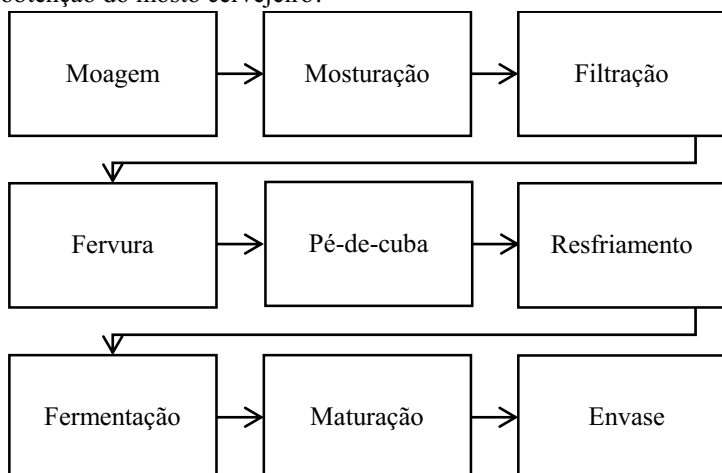 obtenção do mosto cervejeiro.
Moagem
Mosturação
Filtração
Fervura
Pé-de-cuba
Resfriamento
Fermentação
Maturação
Envase